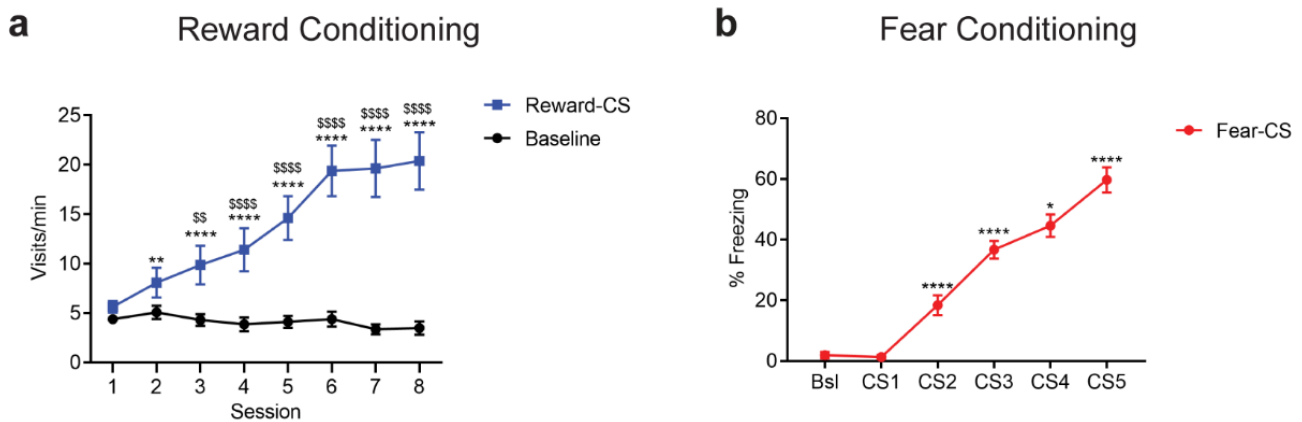 a Reward Conditioning
Visits/min
25
20
15
10
5
0
$$$$
****
$$$$
****
$$$$
****
$$$$
****
$$$$
****
$$
****
**
1 2 3 4 5 6 7 8
Session
Reward-CS
Baseline
b Fear Conditioning
% Freezing
80
60
40
20
0
****
*
****
****
Bsl CS1 CS2 CS3 CS4 CS5
Fear-CS